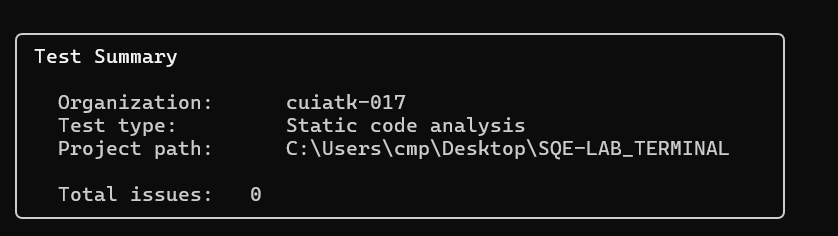 Test Summary
Organization: cuiatk-017
Test type: Static code analysis
Project path: C:\Users\cmp\Desktop\SQE-LAB_TERMINAL
Total issues: 0